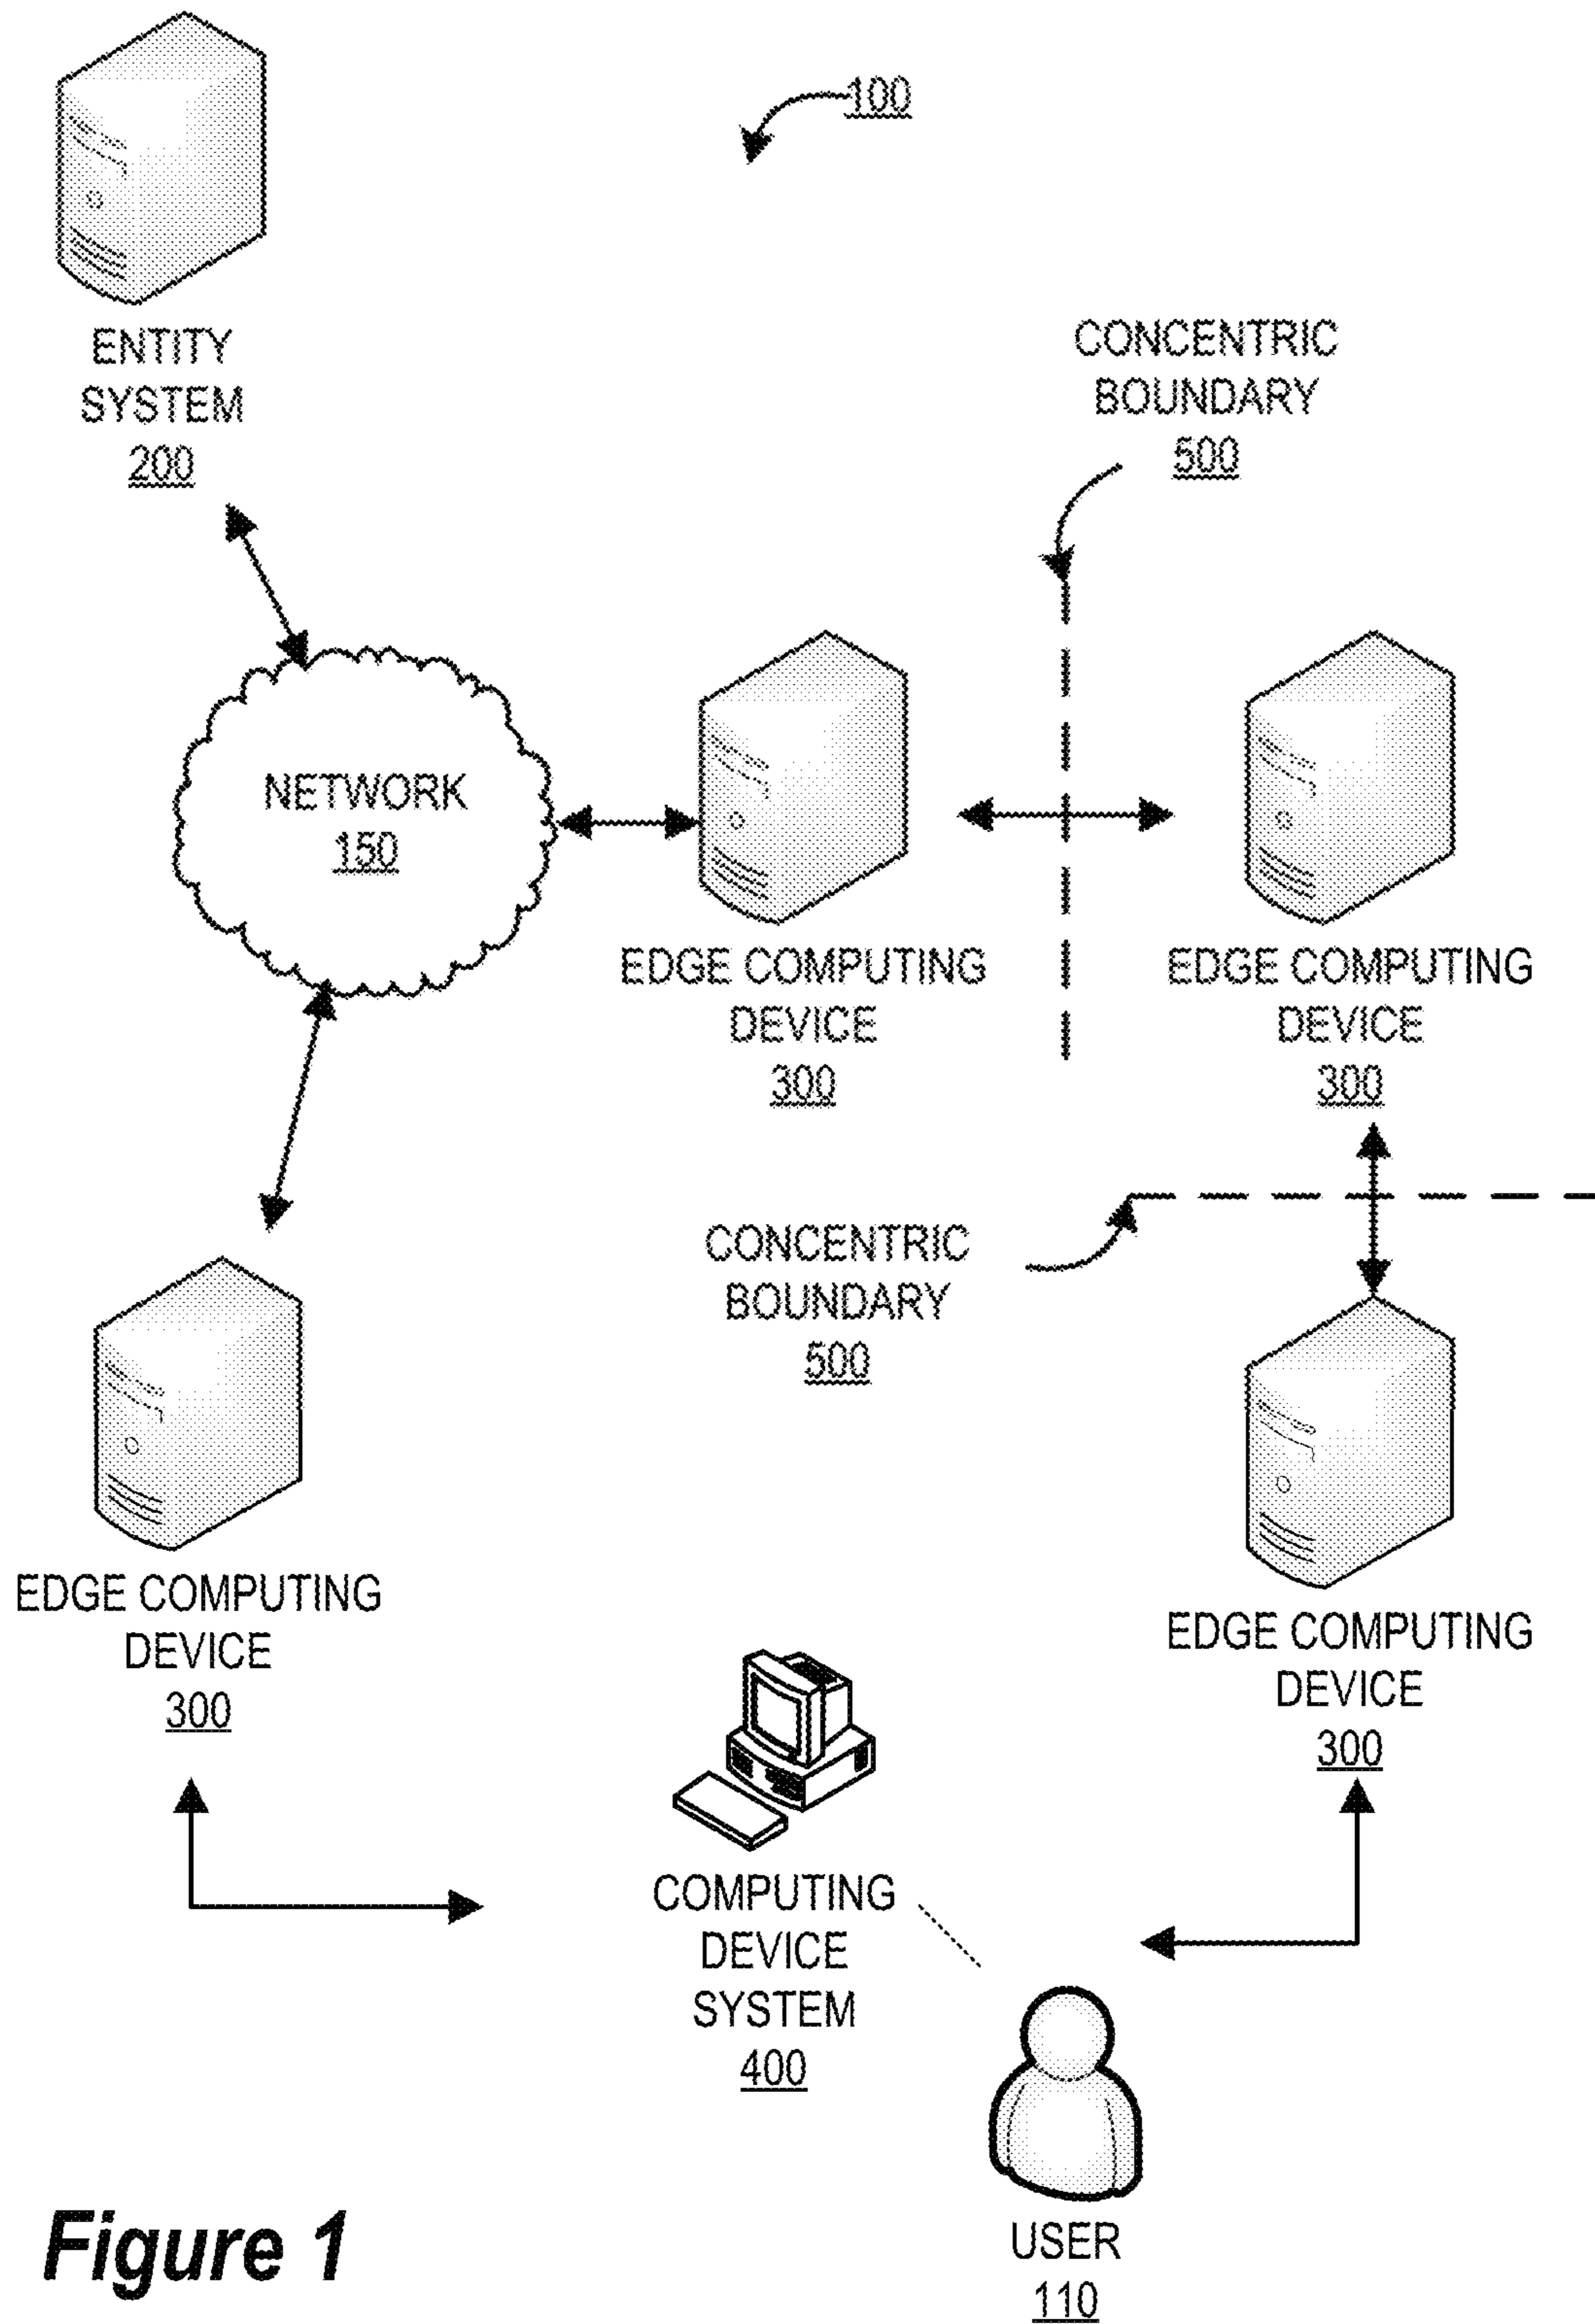 100
ENTITY
SYSTEM
200
CONCENTRIC
BOUNDARY
500
NETWORK
150
EDGE COMPUTING
DEVICE
300
EDGE COMPUTING
DEVICE
300
CONCENTRIC
BOUNDARY
500
EDGE COMPUTING
DEVICE
300
EDGE COMPUTING
DEVICE
300
COMPUTING
DEVICE
SYSTEM
400
USER
110
Figure 1